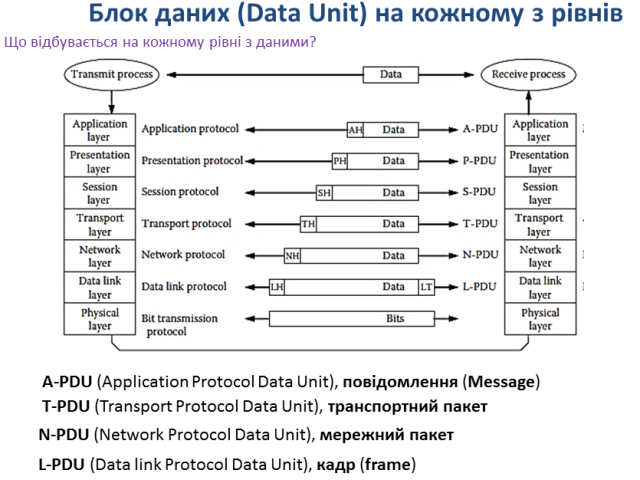 Блок даних (Data Unit) на кожному з рівнів
Що відбувається на кожному рівні з даними?
Transmit process
Data
Receive process
Application layer
Application protocol
AH
Data
A-PDU
Application layer
Presentation layer
Presentation protocol
PH
Data
P-PDU
Presentation layer
Session layer
Session protocol
SH
Data
S-PDU
Session layer
Transport layer
Transport protocol
TH
Data
T-PDU
Transport layer
Network layer
Network protocol
NH
Data
N-PDU
Network layer
Data link layer
Data link protocol
LH
Data
LT
L-PDU
Data link layer
Physical layer
Bit transmission protocol
Bits
Physical layer
A-PDU (Application Protocol Data Unit), повідомлення (Message)
T-PDU (Transport Protocol Data Unit), транспортний пакет
N-PDU (Network Protocol Data Unit), мережний пакет
L-PDU (Data link Protocol Data Unit), кадр (frame)